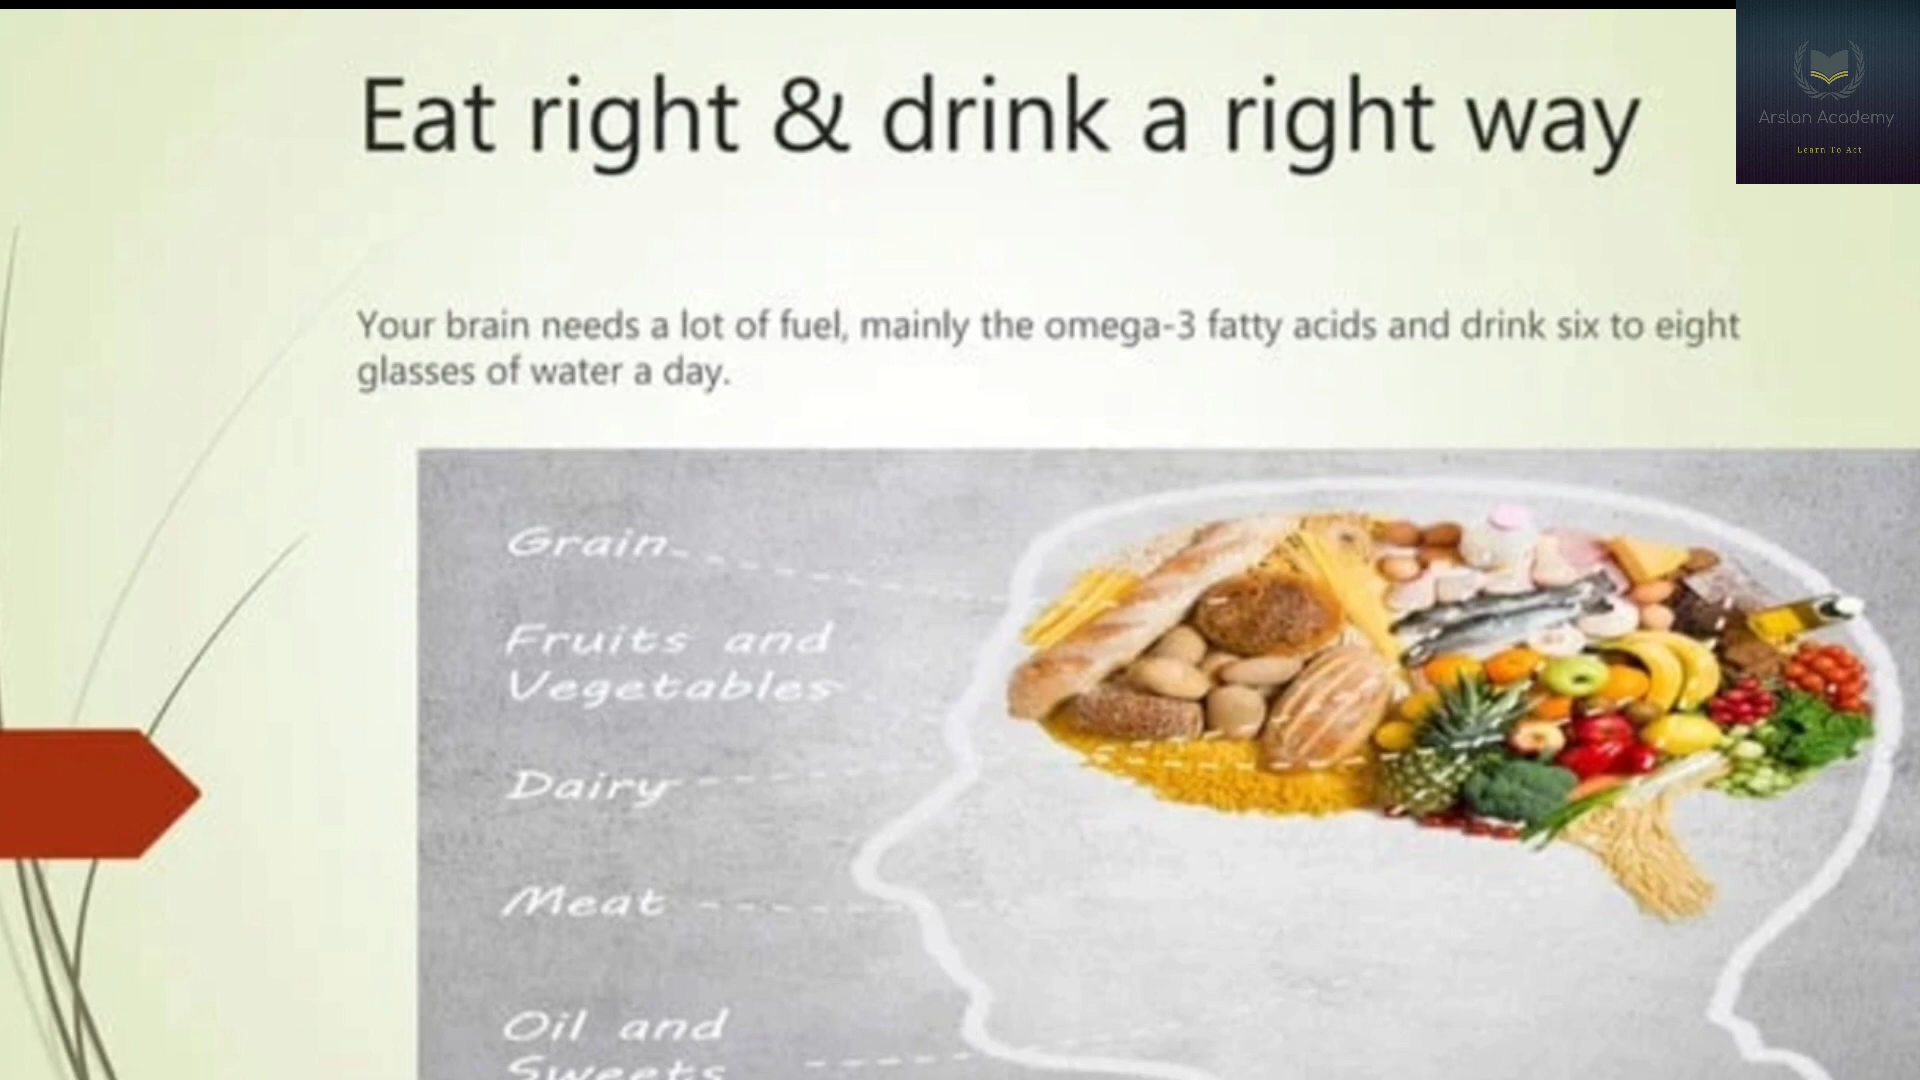 Eat right & drink a right way
Arslan Academy
Learn To Act
Your brain needs a lot of fuel, mainly the omega-3 fatty acids and drink six to eight
glasses of water a day.
Grain
Fruits and
Vegetables
Dairy
Meat
Oil and
Sweets